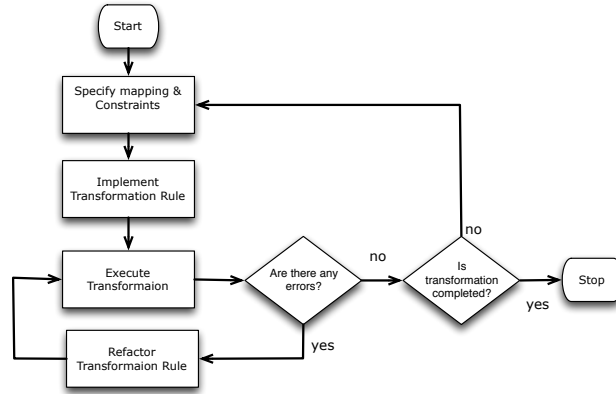 Start
Specify mapping &
Constraints
Implement
Transformation Rule
Execute
Transformaion
Are there any
errors?
no
Is
transformation
completed?
no
yes
Stop
yes
Refactor
Transformaion Rule